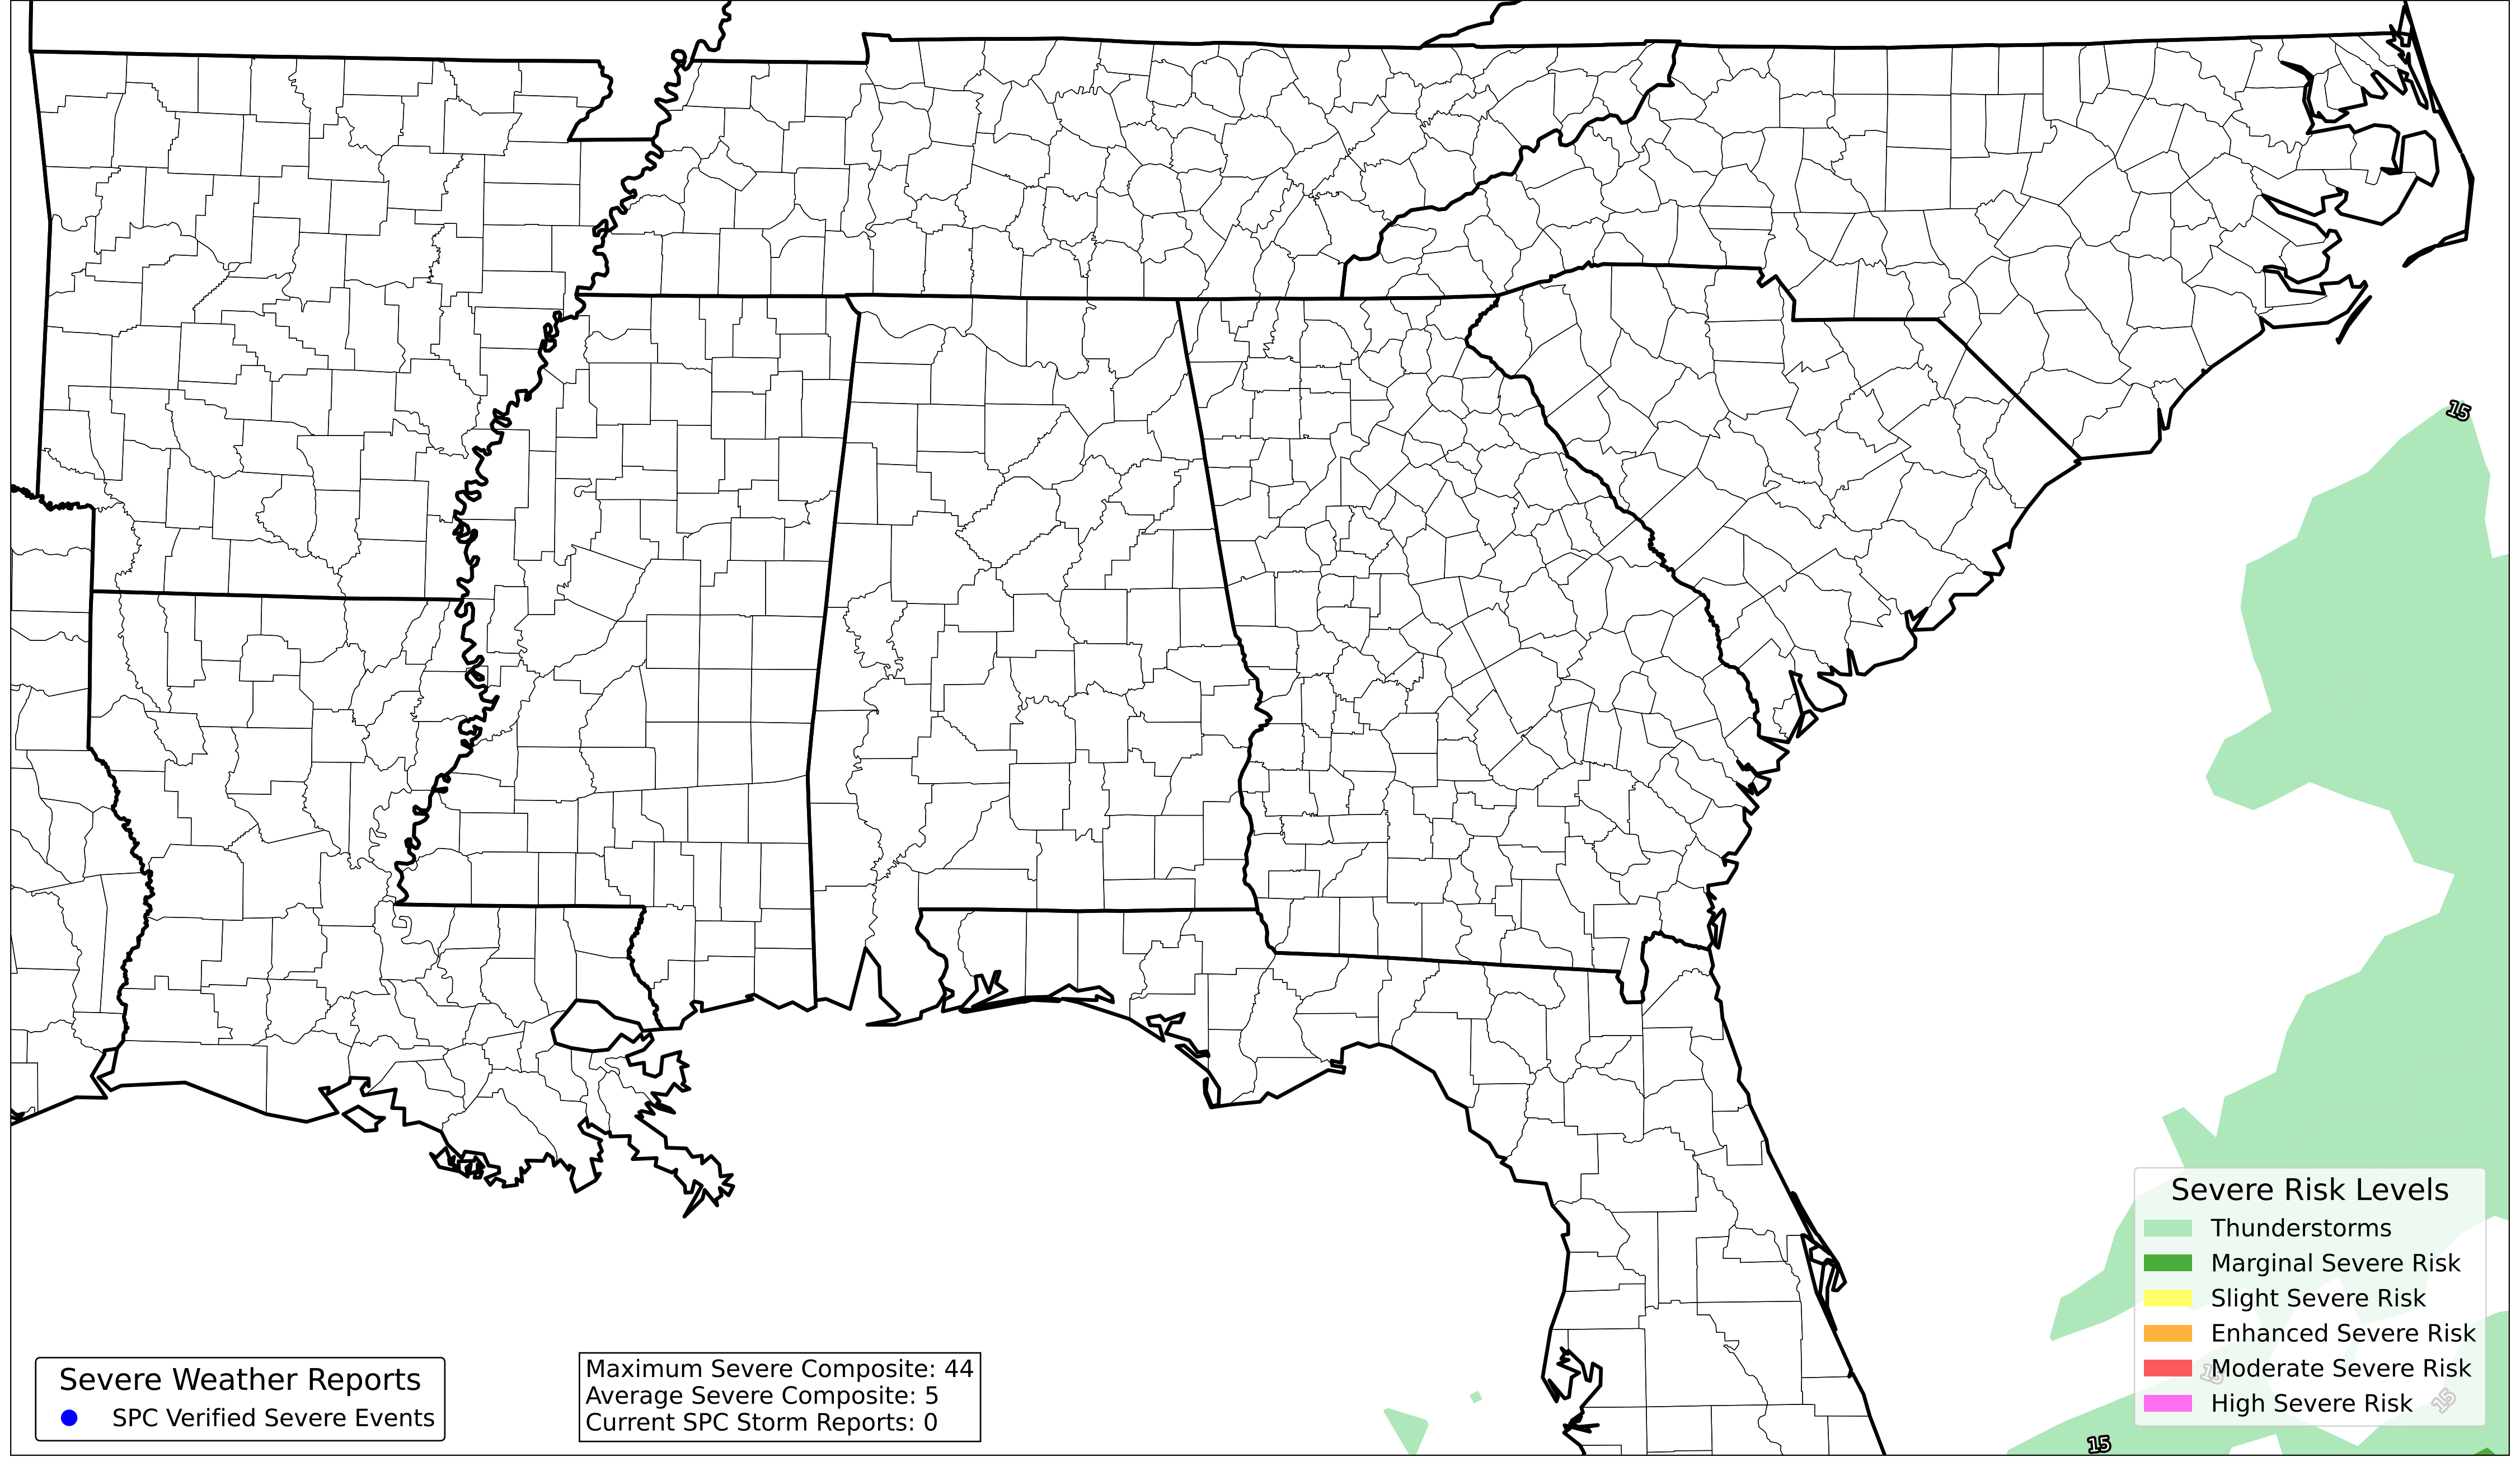 15
Severe Risk Levels
Thunderstorms
Marginal Severe Risk
Slight Severe Risk
Enhanced Severe Risk
Moderate Severe Risk
High Severe Risk
15
15
15
Severe Weather Reports
SPC Verified Severe Events
Maximum Severe Composite: 44
Average Severe Composite: 5
Current SPC Storm Reports: 0